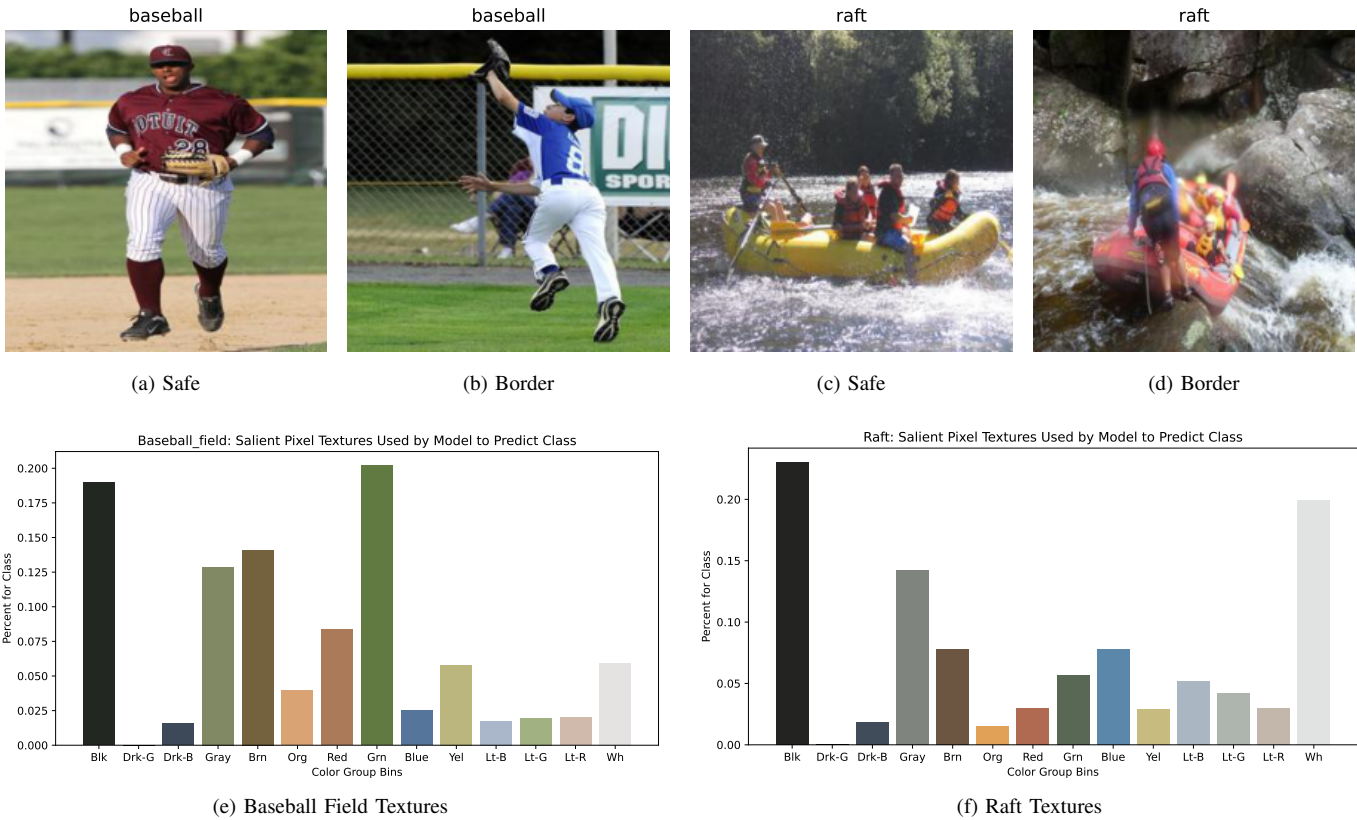 baseball
baseball
raft
raft
C
OTUIT
28
8
DI
SPOR
(a) Safe
(b) Border
(c) Safe
(d) Border
Baseball_field: Salient Pixel Textures Used by Model to Predict Class
Percent for Class
0.200
0.175
0.150
0.125
0.100
0.075
0.050
0.025
0.000
Blk Drk-G Drk-B Gray Brn Org Red Grn Blue Yel Lt-B Lt-G Lt-R Wh
Color Group Bins
(e) Baseball Field Textures
Raft: Salient Pixel Textures Used by Model to Predict Class
Percent for Class
0.20
0.15
0.10
0.05
0.00
Blk Drk-G Drk-B Gray Brn Org Red Grn Blue Yel Lt-B Lt-G Lt-R Wh
Color Group Bins
(f) Raft Textures